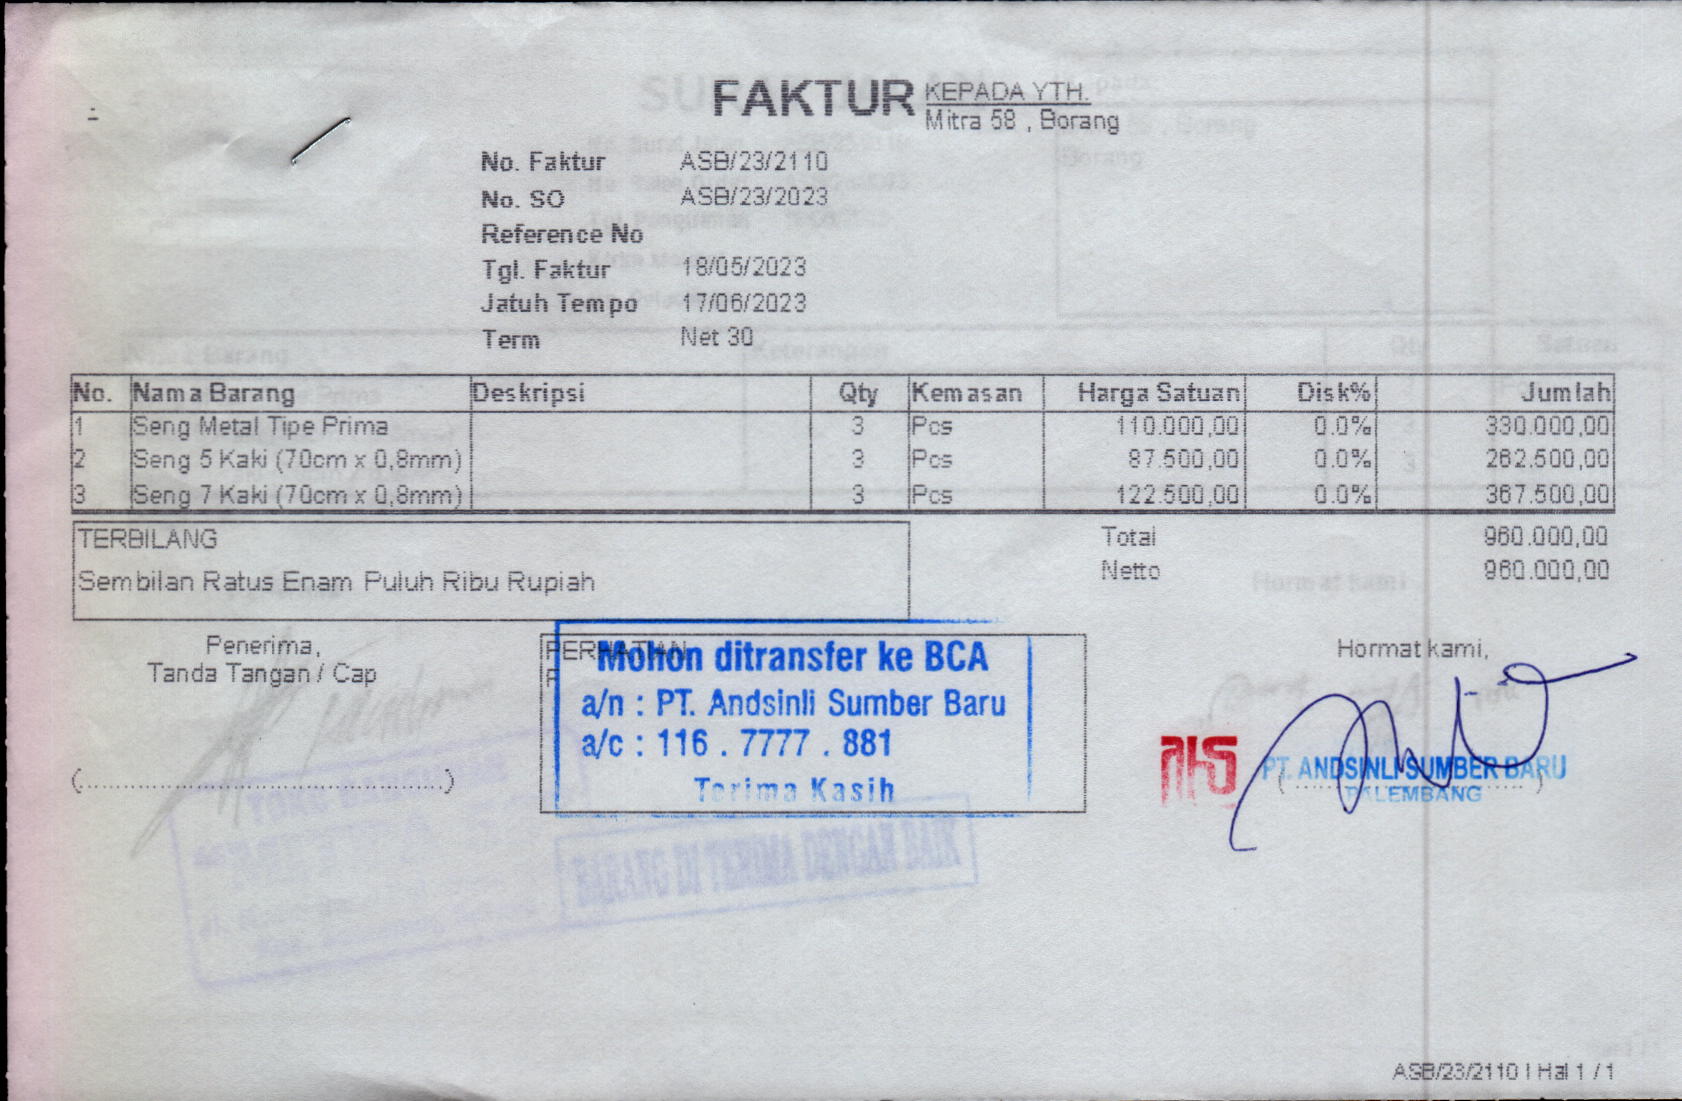 FAKTUR
KEPADA YTH.
Mitra 58 , Borang
No. Faktur ASB/23/2110
No. SO ASB/23/2023
Reference No
Tgl. Faktur 18/05/2023
Jatuh Tempo 17/06/2023
Term Net 30
No. Nama Barang Deskripsi Qty Kemasan Harga Satuan Disk% Jumlah
1 Seng Metal Tipe Prima 3 Pcs 110.000,00 0.0% 330.000,00
2 Seng 5 Kaki (70cm x 0,8mm) 3 Pcs 87.500,00 0.0% 262.500,00
3 Seng 7 Kaki (70cm x 0,8mm) 3 Pcs 122.500,00 0.0% 367.500,00
TERBILANG
Sembilan Ratus Enam Puluh Ribu Rupiah
Total 960.000,00
Netto 960.000,00
Penerima,
Tanda Tangan / Cap
(..........................................................)
PERHATIAN
Mohon ditransfer ke BCA
a/n : PT. Andsinli Sumber Baru
a/c : 116 . 7777 . 881
Terima Kasih
Hormat kami,
PT. ANDSINLI SUMBER BARU
PALEMBANG
BARANG DI TERIMA DENGAN BAIK
ASB/23/2110 | Hal 1 / 1